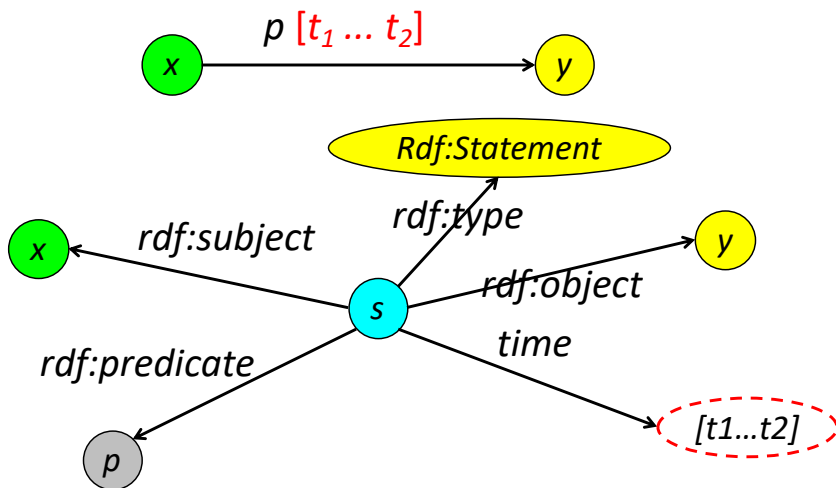 p [t1 ... t2]
x
y
Rdf:Statement
rdf:type
rdf:subject
x
y
rdf:object
s
time
rdf:predicate
[t1...t2]
p